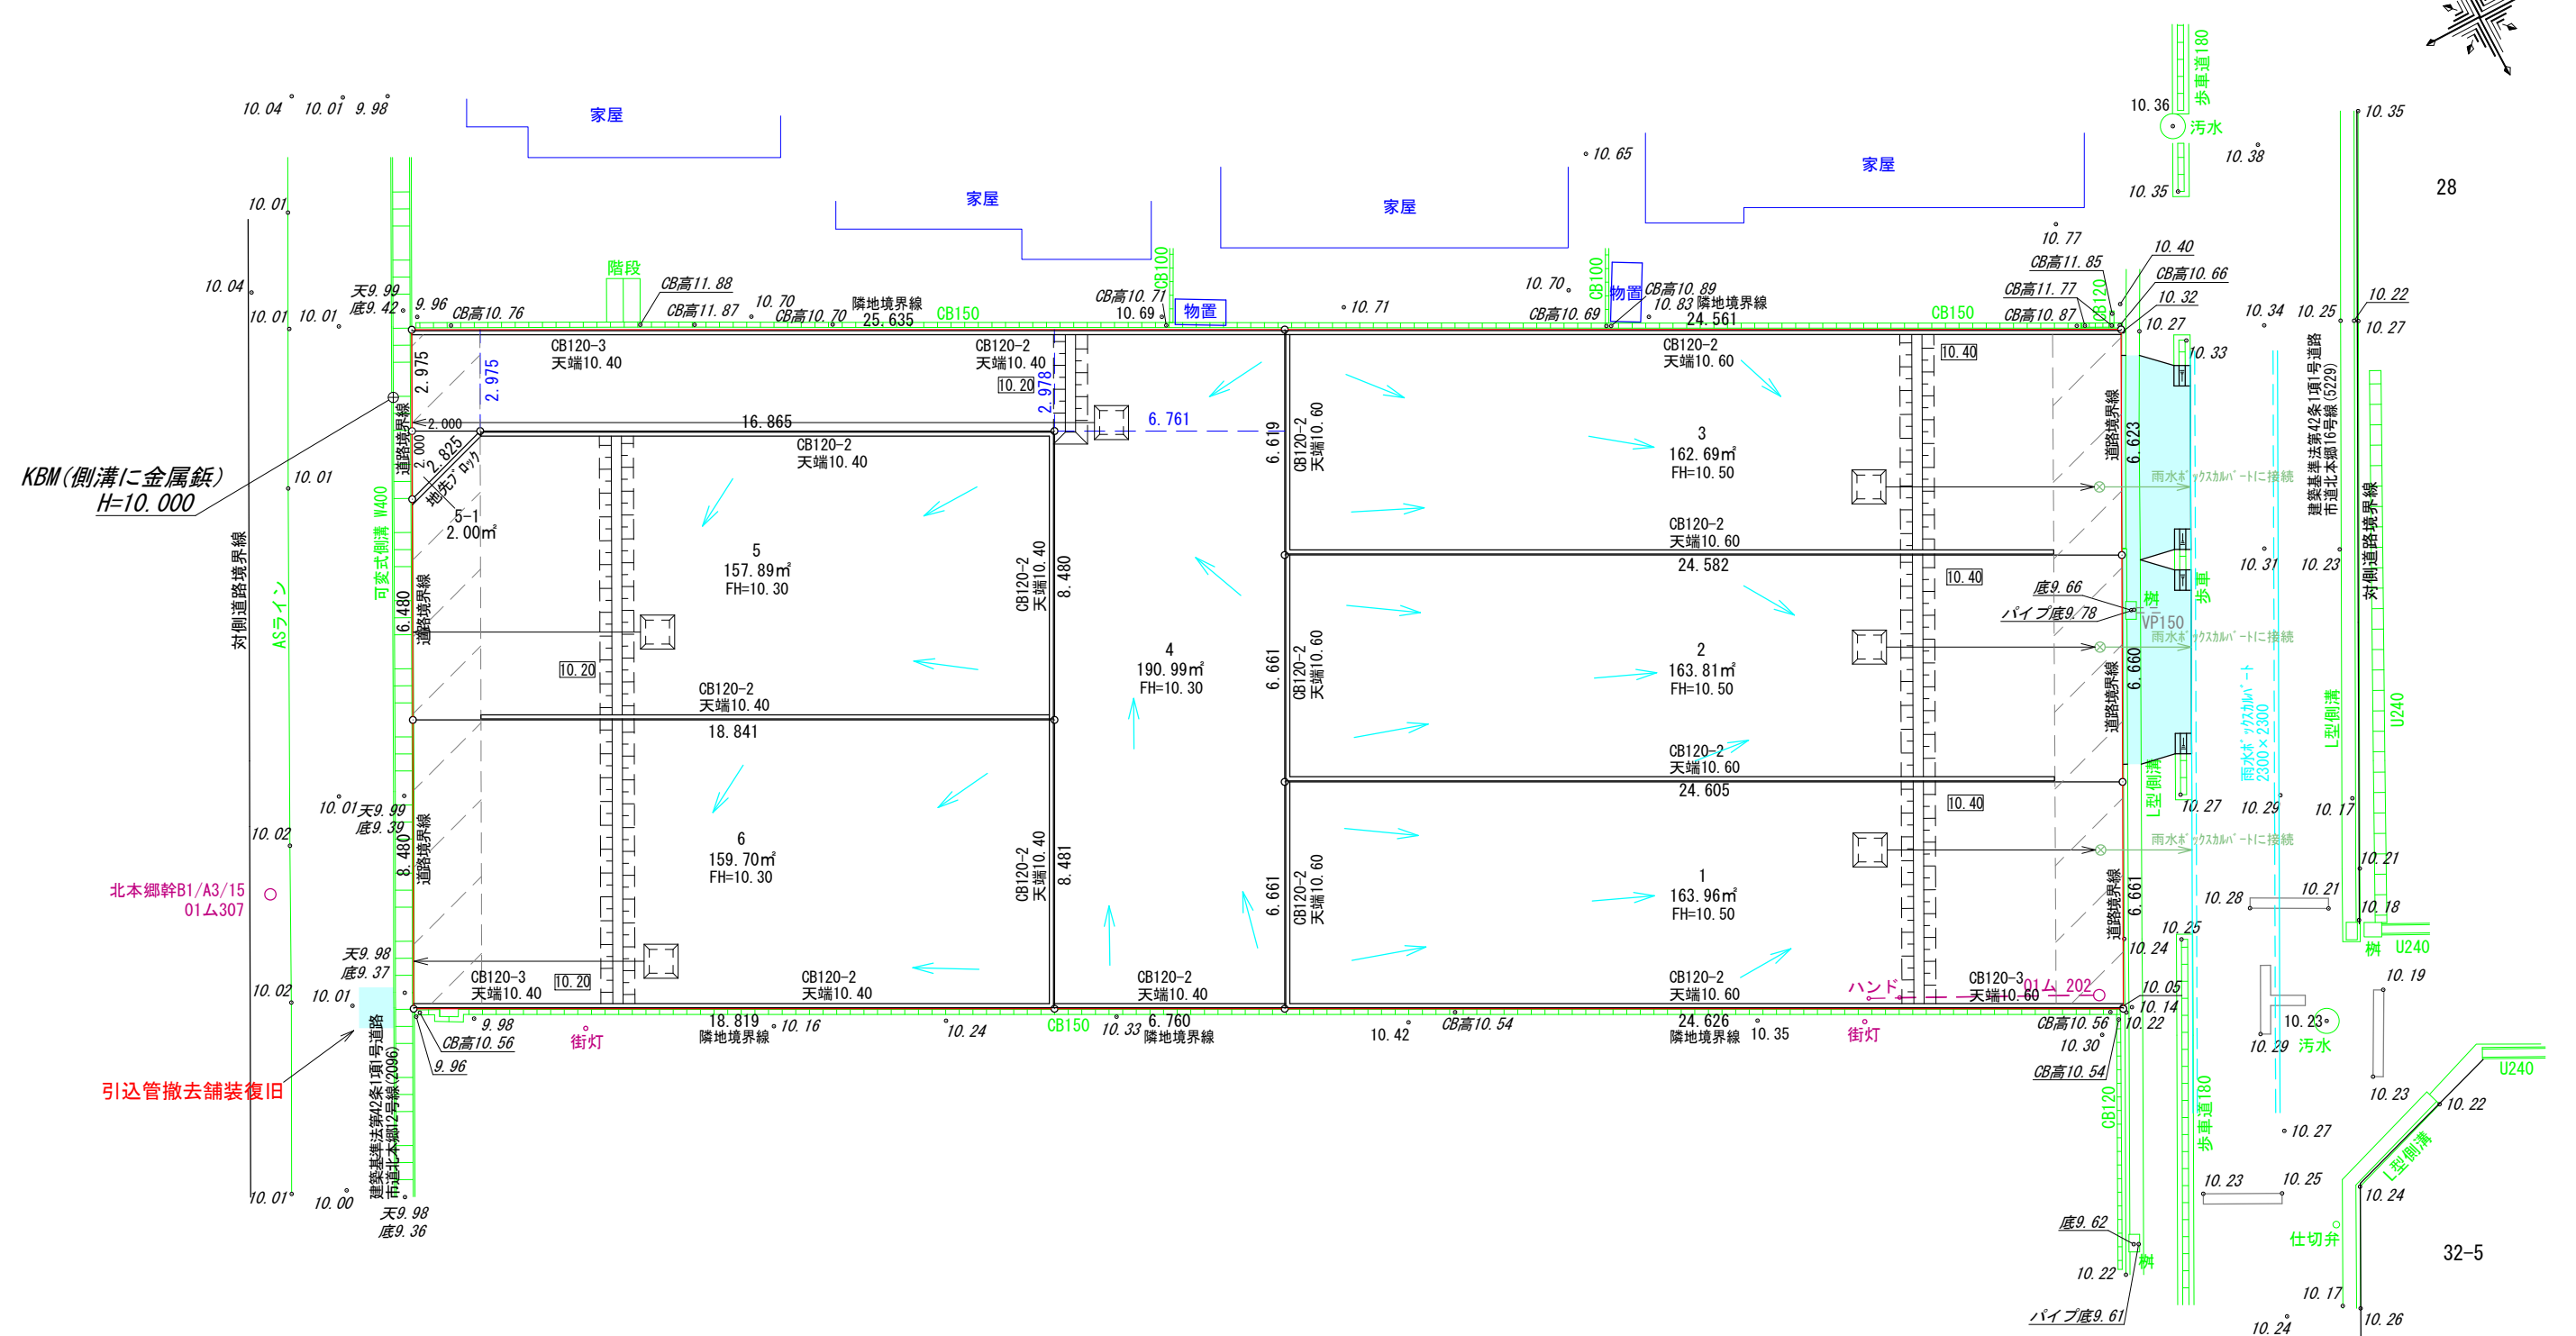 10.04
10.01
9.98
家屋
家屋
家屋
家屋
10.65
10.36
歩車道180
汚水
10.38
10.35
10.35
28
10.01
10.04
10.01
10.01
天9.99
底9.42
9.96
CB高10.76
階段
CB高11.88
CB高11.87
10.70
CB高10.70
隣地境界線
25.635
CB150
CB高10.71
10.69
CB100
物置
10.71
10.70
CB高10.69
CB100
物置
CB高10.89
10.83
隣地境界線
24.561
CB150
10.77
CB高11.85
CB高11.77
CB高10.87
CB120
10.40
CB高10.66
10.32
10.27
10.34
10.25
10.22
10.27
10.33
CB120-3
天端10.40
CB120-2
天端10.40
10.20
CB120-2
天端10.60
10.40
2.975
2.975
2.978
16.865
6.761
2.000
2.000
2.825
地先ブロック
道路境界線
CB120-2
天端10.40
6.619
CB120-2
天端10.60
3
162.69㎡
FH=10.50
道路境界線
6.623
雨水ボックスカルバートに接続
建築基準法第42条1項1号道路
市道北本郷16号線(5229)
対側道路境界線
KBM(側溝に金属鋲)
H=10.000
10.01
可変式側溝 W400
5-1
2.00㎡
5
157.89㎡
FH=10.30
CB120-2
天端10.40
8.480
CB120-2
天端10.60
24.582
10.40
10.31
10.23
対側道路境界線
ASライン
6.480
道路境界線
10.20
CB120-2
天端10.40
18.841
4
190.99㎡
FH=10.30
6.661
CB120-2
天端10.60
2
163.81㎡
FH=10.50
底9.66
パイプ底9.78
桝
VP150
歩車
雨水ボックスカルバートに接続
道路境界線
6.660
雨水ボックスカルバート
2300×2300
L型側溝
U240
CB120-2
天端10.60
24.605
10.40
L型側溝
10.27
10.29
10.17
10.01
天9.99
底9.39
10.02
8.480
道路境界線
6
159.70㎡
FH=10.30
CB120-2
天端10.40
8.481
6.661
CB120-2
天端10.60
1
163.96㎡
FH=10.50
雨水ボックスカルバートに接続
道路境界線
6.661
10.21
10.28
10.21
10.18
北本郷幹B1/A3/15
01ム307
天9.98
底9.37
10.02
10.01
CB120-3
天端10.40
10.20
CB120-2
天端10.40
CB120-2
天端10.40
CB120-2
天端10.60
ハンド
01ム 202
CB120-3
天端10.60
10.24
10.25
桝
U240
10.19
10.05
10.14
10.22
CB高10.56
9.98
CB高10.56
9.96
街灯
18.819
隣地境界線
10.16
10.24
CB150
10.33
6.760
隣地境界線
10.42
CB高10.54
24.626
隣地境界線
10.35
街灯
10.30
CB高10.54
10.23
汚水
10.29
10.23
U240
引込管撤去舗装復旧
建築基準法第42条1項1号道路
市道北本郷12号線(2096)
CB120
歩車道180
10.22
10.27
L型側溝
10.01
10.00
天9.98
底9.36
10.23
10.25
10.24
底9.62
桝
10.22
パイプ底9.61
仕切弁
32-5
10.17
10.24
10.26